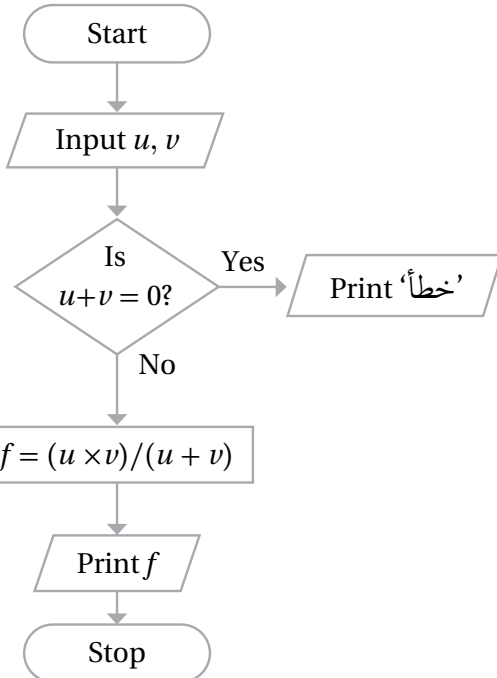 Start
Input u, v
Is
u+v = 0?
Yes
Print ‘خطأ’
No
f = (u ×v)/(u + v)
Print f
Stop